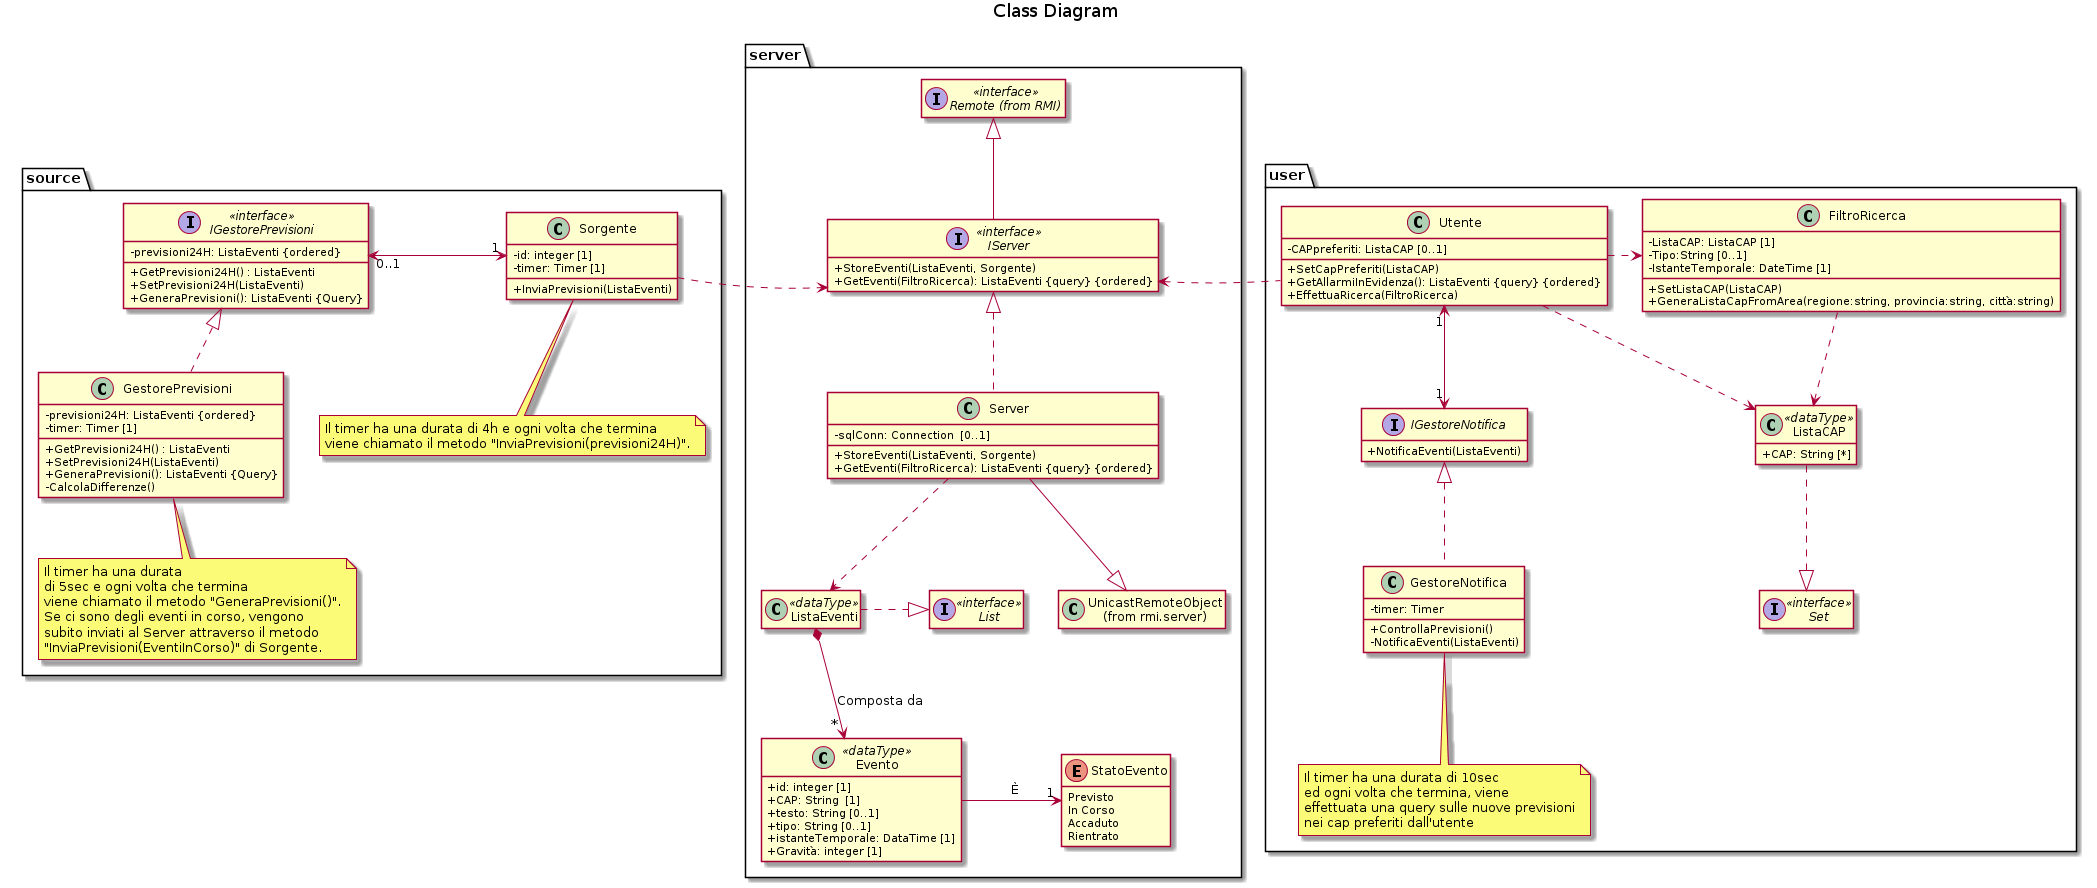 Class Diagram
source
«interface»
IGestorePrevisioni
-previsioni24H: ListaEventi {ordered}
+GetPrevisioni24H() : ListaEventi
+SetPrevisioni24H(ListaEventi)
+GeneraPrevisioni(): ListaEventi {Query}
0..1
1
Sorgente
-id: integer [1]
-timer: Timer [1]
+InviaPrevisioni(ListaEventi)
GestorePrevisioni
-previsioni24H: ListaEventi {ordered}
-timer: Timer [1]
+GetPrevisioni24H() : ListaEventi
+SetPrevisioni24H(ListaEventi)
+GeneraPrevisioni(): ListaEventi {Query}
-CalcolaDifferenze()
Il timer ha una durata di 4h e ogni volta che termina
viene chiamato il metodo "InviaPrevisioni(previsioni24H)".
Il timer ha una durata
di 5sec e ogni volta che termina
viene chiamato il metodo "GeneraPrevisioni()".
Se ci sono degli eventi in corso, vengono
subito inviati al Server attraverso il metodo
"InviaPrevisioni(EventiInCorso)" di Sorgente.
server
«interface»
Remote (from RMI)
«interface»
IServer
+StoreEventi(ListaEventi, Sorgente)
+GetEventi(FiltroRicerca): ListaEventi {query} {ordered}
Server
-sqlConn: Connection [0..1]
+StoreEventi(ListaEventi, Sorgente)
+GetEventi(FiltroRicerca): ListaEventi {query} {ordered}
«dataType»
ListaEventi
«interface»
List
UnicastRemoteObject
(from rmi.server)
Composta da
*
«dataType»
Evento
+id: integer [1]
+CAP: String [1]
+testo: String [0..1]
+tipo: String [0..1]
+istanteTemporale: DataTime [1]
+Gravità: integer [1]
È
1
StatoEvento
Previsto
In Corso
Accaduto
Rientrato
user
Utente
-CAPpreferiti: ListaCAP [0..1]
+SetCapPreferiti(ListaCAP)
+GetAllarmiInEvidenza(): ListaEventi {query} {ordered}
+EffettuaRicerca(FiltroRicerca)
FiltroRicerca
-ListaCAP: ListaCAP [1]
-Tipo:String [0..1]
-IstanteTemporale: DateTime [1]
+SetListaCAP(ListaCAP)
+GeneraListaCapFromArea(regione:string, provincia:string, città:string)
1
1
IGestoreNotifica
+NotificaEventi(ListaEventi)
«dataType»
ListaCAP
+CAP: String [*]
GestoreNotifica
-timer: Timer
+ControllaPrevisioni()
-NotificaEventi(ListaEventi)
«interface»
Set
Il timer ha una durata di 10sec
ed ogni volta che termina, viene
effettuata una query sulle nuove previsioni
nei cap preferiti dall'utente